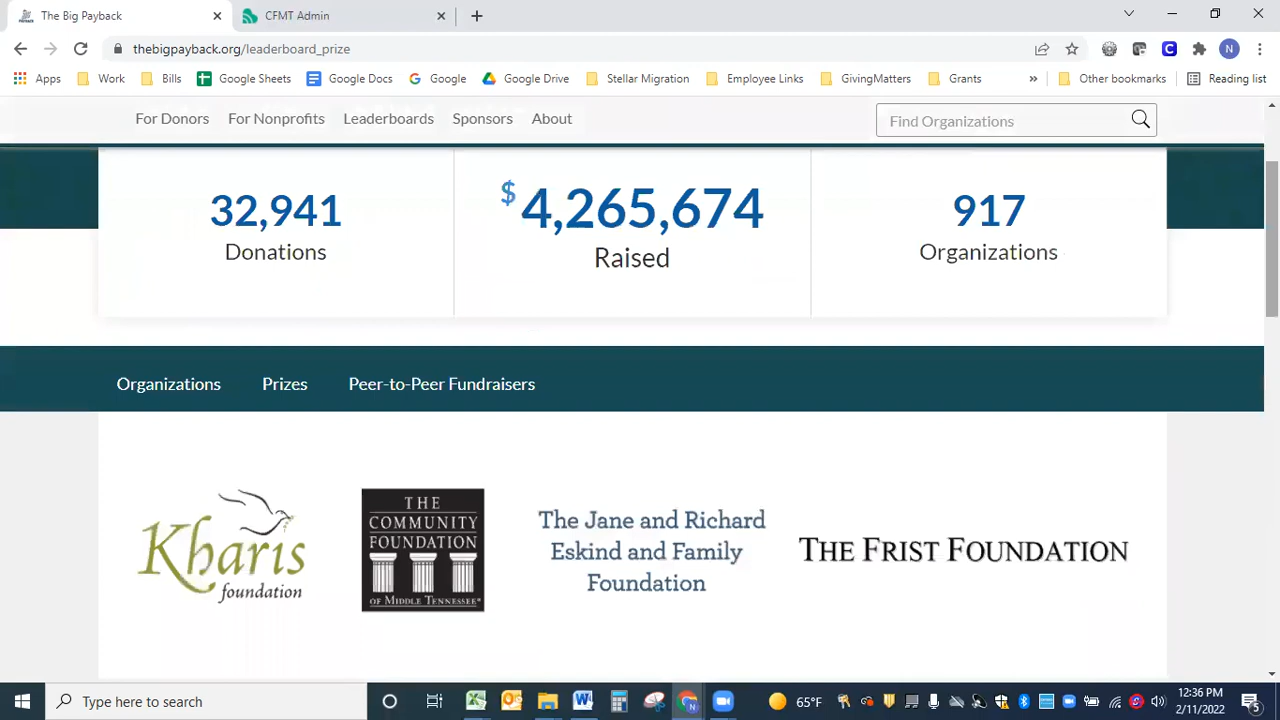 The Big Payback
CFMT Admin
thebigpayback.org/leaderboard_prize
N
Apps Work Bills Google Sheets Google Docs Google Google Drive Stellar Migration Employee Links GivingMatters Grants » Other bookmarks Reading list
For Donors For Nonprofits Leaderboards Sponsors About
Find Organizations
32,941 $4,265,674 917
Donations Raised Organizations
Organizations Prizes Peer-to-Peer Fundraisers
Kharis
foundation
THE
COMMUNITY
FOUNDATION
OF MIDDLE TENNESSEE®
The Jane and Richard
Eskind and Family
Foundation
THE FRIST FOUNDATION
Type here to search
65°F
12:36 PM
2/11/2022
5